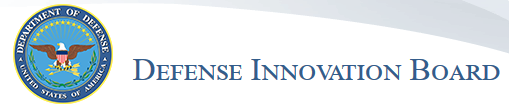 DEPARTMENT OF DEFENSE
UNITED STATES OF AMERICA
DEFENSE INNOVATION BOARD